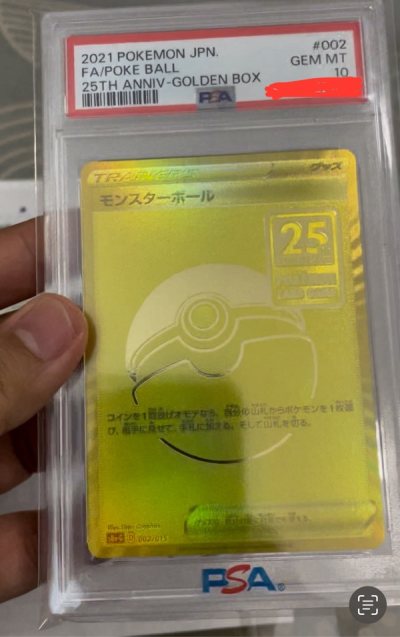 2021 POKEMON JPN. #002
FA/POKE BALL GEM MT
25TH ANNIV-GOLDEN BOX 10
PSA
TRAINER'S グッズ
モンスターボール
25
コインを1回投げオモテなら、自分の山札からポケモンを1枚選
び、相手に見せて、手札に加える。そして山札を切る。
D 002/015
PSA